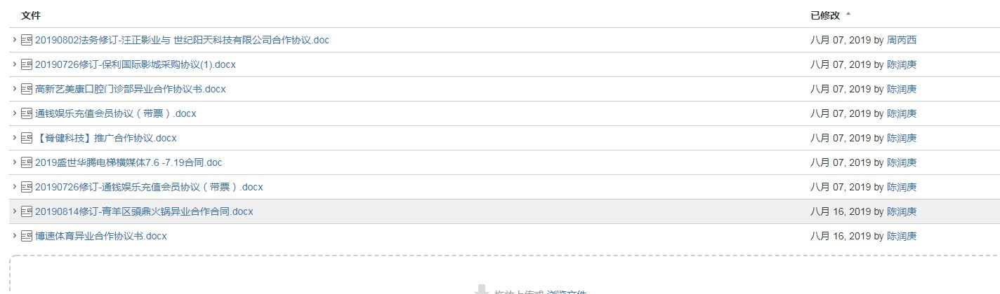 文件 已修改
20190802法务修订-汪正影业与 世纪阳天科技有限公司合作协议.doc 八月 07, 2019 by 周芮西
20190726修订-保利国际影城采购协议(1).docx 八月 07, 2019 by 陈润庚
高新艺美康口腔门诊部异业合作协议书.docx 八月 07, 2019 by 陈润庚
通钱娱乐充值会员协议（带票）.docx 八月 07, 2019 by 陈润庚
【脊健科技】推广合作协议.docx 八月 07, 2019 by 陈润庚
2019盛世华腾电梯横媒体7.6 -7.19合同.doc 八月 07, 2019 by 陈润庚
20190726修订-通钱娱乐充值会员协议（带票）.docx 八月 07, 2019 by 陈润庚
20190814修订-青羊区頭鼎火锅异业合作合同.docx 八月 16, 2019 by 陈润庚
博速体育异业合作协议书.docx 八月 16, 2019 by 陈润庚
拖放上传或 浏览文件